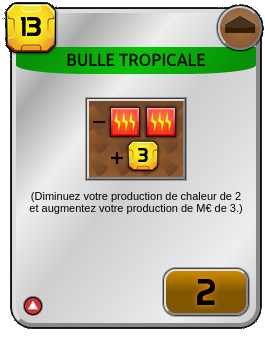 13
BULLE TROPICALE
−
+ 3
(Diminuez votre production de chaleur de 2
et augmentez votre production de M€ de 3.)
2